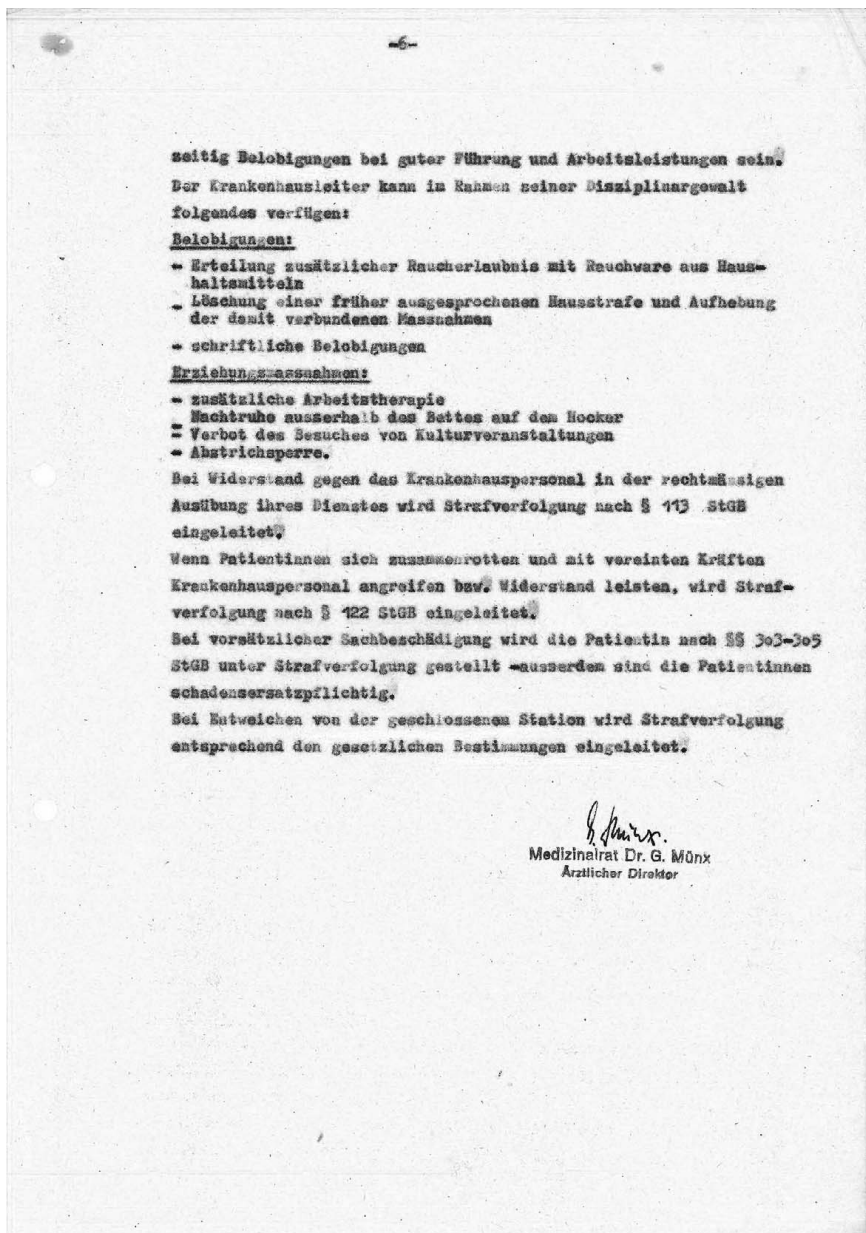 -6-
zeitig Belobigungen bei guter Führung und Arbeitsleistungen sein.
Der Krankenhausleiter kann im Rahmen seiner Disziplinargewalt
folgendes verfügen:
Belobigungen:
- Erteilung zusätzlicher Raucherlaubnis mit Rauchware aus Haus-
haltsmitteln
- Löschung einer früher ausgesprochenen Hausstrafe und Aufhebung
der damit verbundenen Massnahmen
- schriftliche Belobigungen
Erziehungsmassnahmen:
- zusätzliche Arbeitstherapie
- Nachtruhe ausserhalb des Bettes auf dem Hocker
- Verbot des Besuches von Kulturveranstaltungen
- Abstrichsperre.
Bei Widerstand gegen das Krankenhauspersonal in der rechtmässigen
Ausübung ihres Dienstes wird Strafverfolgung nach § 113 StGB
eingeleitet.
Wenn Patientinnen sich zusammenrotten und mit vereinten Kräften
Krankenhauspersonal angreifen bzw. Widerstand leisten, wird Straf-
verfolgung nach § 122 StGB eingeleitet.
Bei vorsätzlicher Sachbeschädigung wird die Patientin nach §§ 3o3-3o5
StGB unter Strafverfolgung gestellt -ausserdem sind die Patientinnen
schadensersatzpflichtig.
Bei Entweichen von der geschlossenen Station wird Strafverfolgung
entsprechend den gesetzlichen Bestimmungen eingeleitet.
G. Münx.
Medizinalrat Dr. G. Münx
Ärztlicher Direktor